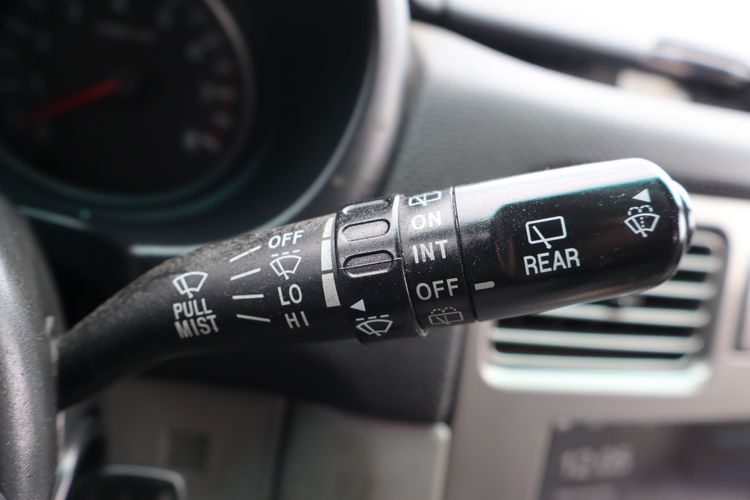 OFF
LO
HI
PULL
MIST
ON
INT
OFF
REAR